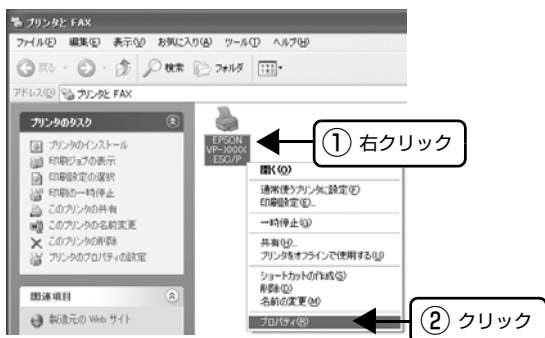 プリンタと FAX
ファイル(F) 編集(E) 表示(V) お気に入り(A) ツール(T) ヘルプ(H)
戻る 検索 フォルダ
アドレス(D) プリンタと FAX
プリンタのタスク
プリンタのインストール
印刷ジョブの表示
印刷設定の選択
印刷の一時停止
このプリンタの共有
このプリンタの名前変更
このプリンタの削除
プリンタのプロパティの設定
関連項目
製造元の Web サイト
EPSON
VP-XXXX
ESC/P
① 右クリック
開く(O)
通常使うプリンタに設定(F)
印刷設定(E)...
一時停止(G)
共有(H)...
プリンタをオフラインで使用する(U)
ショートカットの作成(S)
削除(D)
名前の変更(M)
プロパティ(R)
② クリック